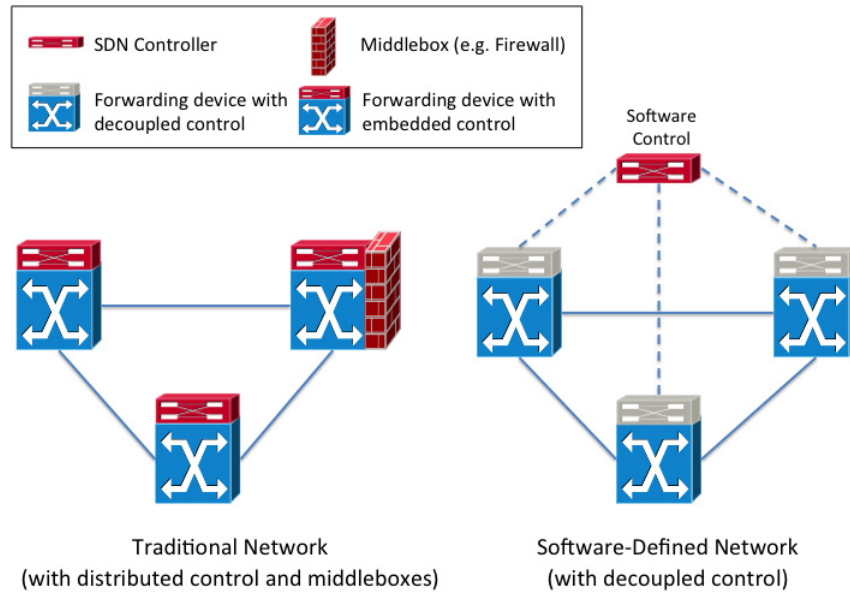 SDN Controller
Middlebox (e.g. Firewall)
Forwarding device with
decoupled control
Forwarding device with
embedded control
Software
Control
Traditional Network
(with distributed control and middleboxes)
Software-Defined Network
(with decoupled control)